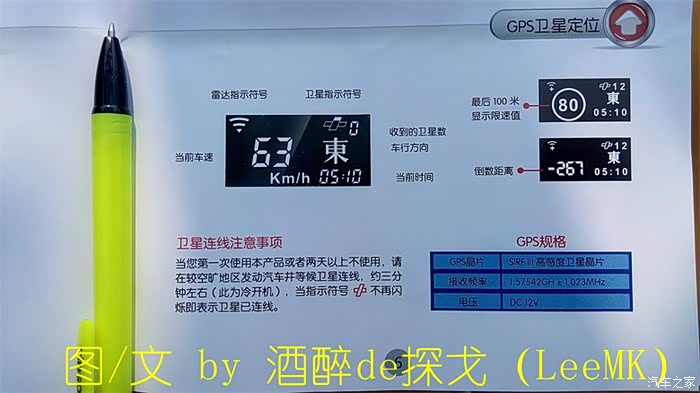 GPS卫星定位
雷达指示符号
卫星指示符号
0
63
東
Km/h 05:10
当前车速
收到的卫星数
车行方向
当前时间
最后100米
显示限速值
80
12
東
05:10
倒数距离
-267
12
東
05:10
卫星连线注意事项
当您第一次使用本产品或者两天以上不使用，请
在较空旷地区发动汽车并等候卫星连线，约三分
钟左右（此为冷开机），当指示符号 不再闪
烁即表示卫星已连线。
GPS规格
GPS晶片 SIRF III 高感度卫星晶片
接收频率 1.57542GH±1.023MHz
电压 DC 12V
6
图/文 by 酒醉de探戈 (LeeMK)
汽车之家